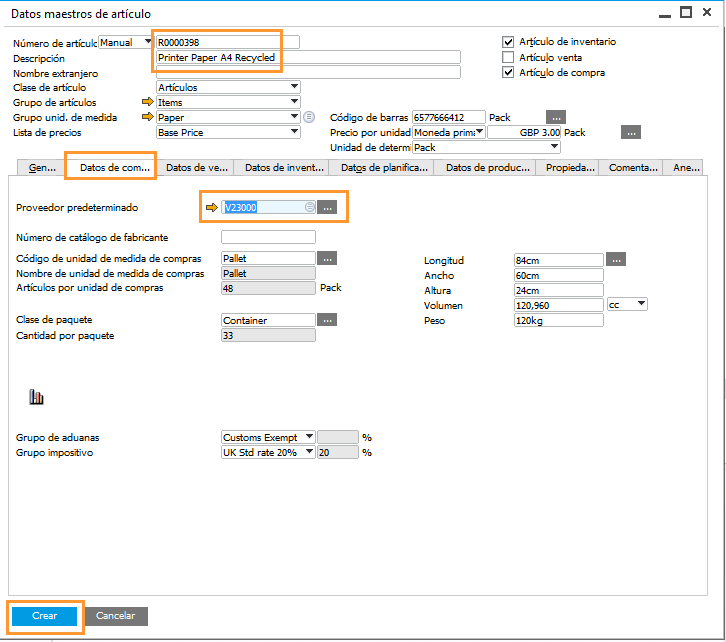 Datos maestros de artículo
Número de artículo Manual R0000398
Descripción Printer Paper A4 Recycled
Nombre extranjero
Clase de artículo Artículos
Grupo de artículos Items
Grupo unid. de medida Paper
Lista de precios Base Price
Artículo de inventario
Artículo venta
Artículo de compra
Código de barras 6577666412 Pack ...
Precio por unidad Moneda prima GBP 3.00 Pack ...
Unidad de determi Pack
Gen... Datos de com... Datos de ve... Datos de invent... Datos de planifica... Datos de produc... Propieda... Comenta... Ane...
Proveedor predeterminado V23000 ...
Número de catálogo de fabricante
Código de unidad de medida de compras Pallet ...
Nombre de unidad de medida de compras Pallet
Artículos por unidad de compras 48 Pack
Clase de paquete Container ...
Cantidad por paquete 33
Longitud 84cm ...
Ancho 60cm
Altura 24cm
Volumen 120,960 cc
Peso 120kg
Grupo de aduanas Customs Exempt %
Grupo impositivo UK Std rate 20% 20 %
Crear Cancelar